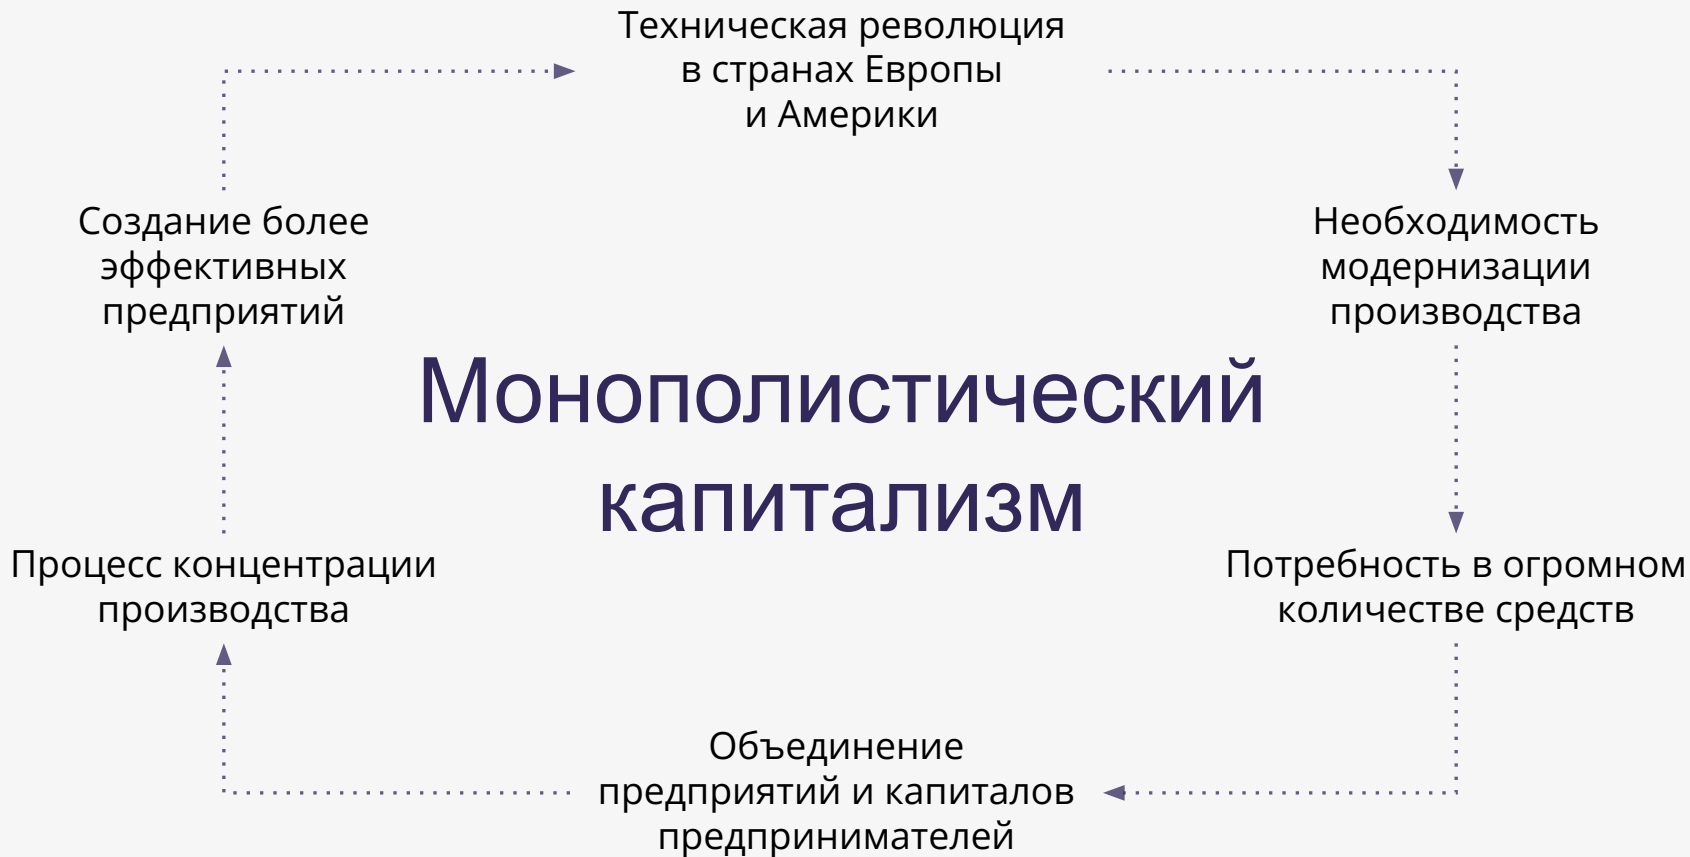 Техническая революция
в странах Европы
и Америки
Создание более
эффективных
предприятий
Необходимость
модернизации
производства
Монополистический
капитализм
Процесс концентрации
производства
Потребность в огромном
количестве средств
Объединение
предприятий и капиталов
предпринимателей